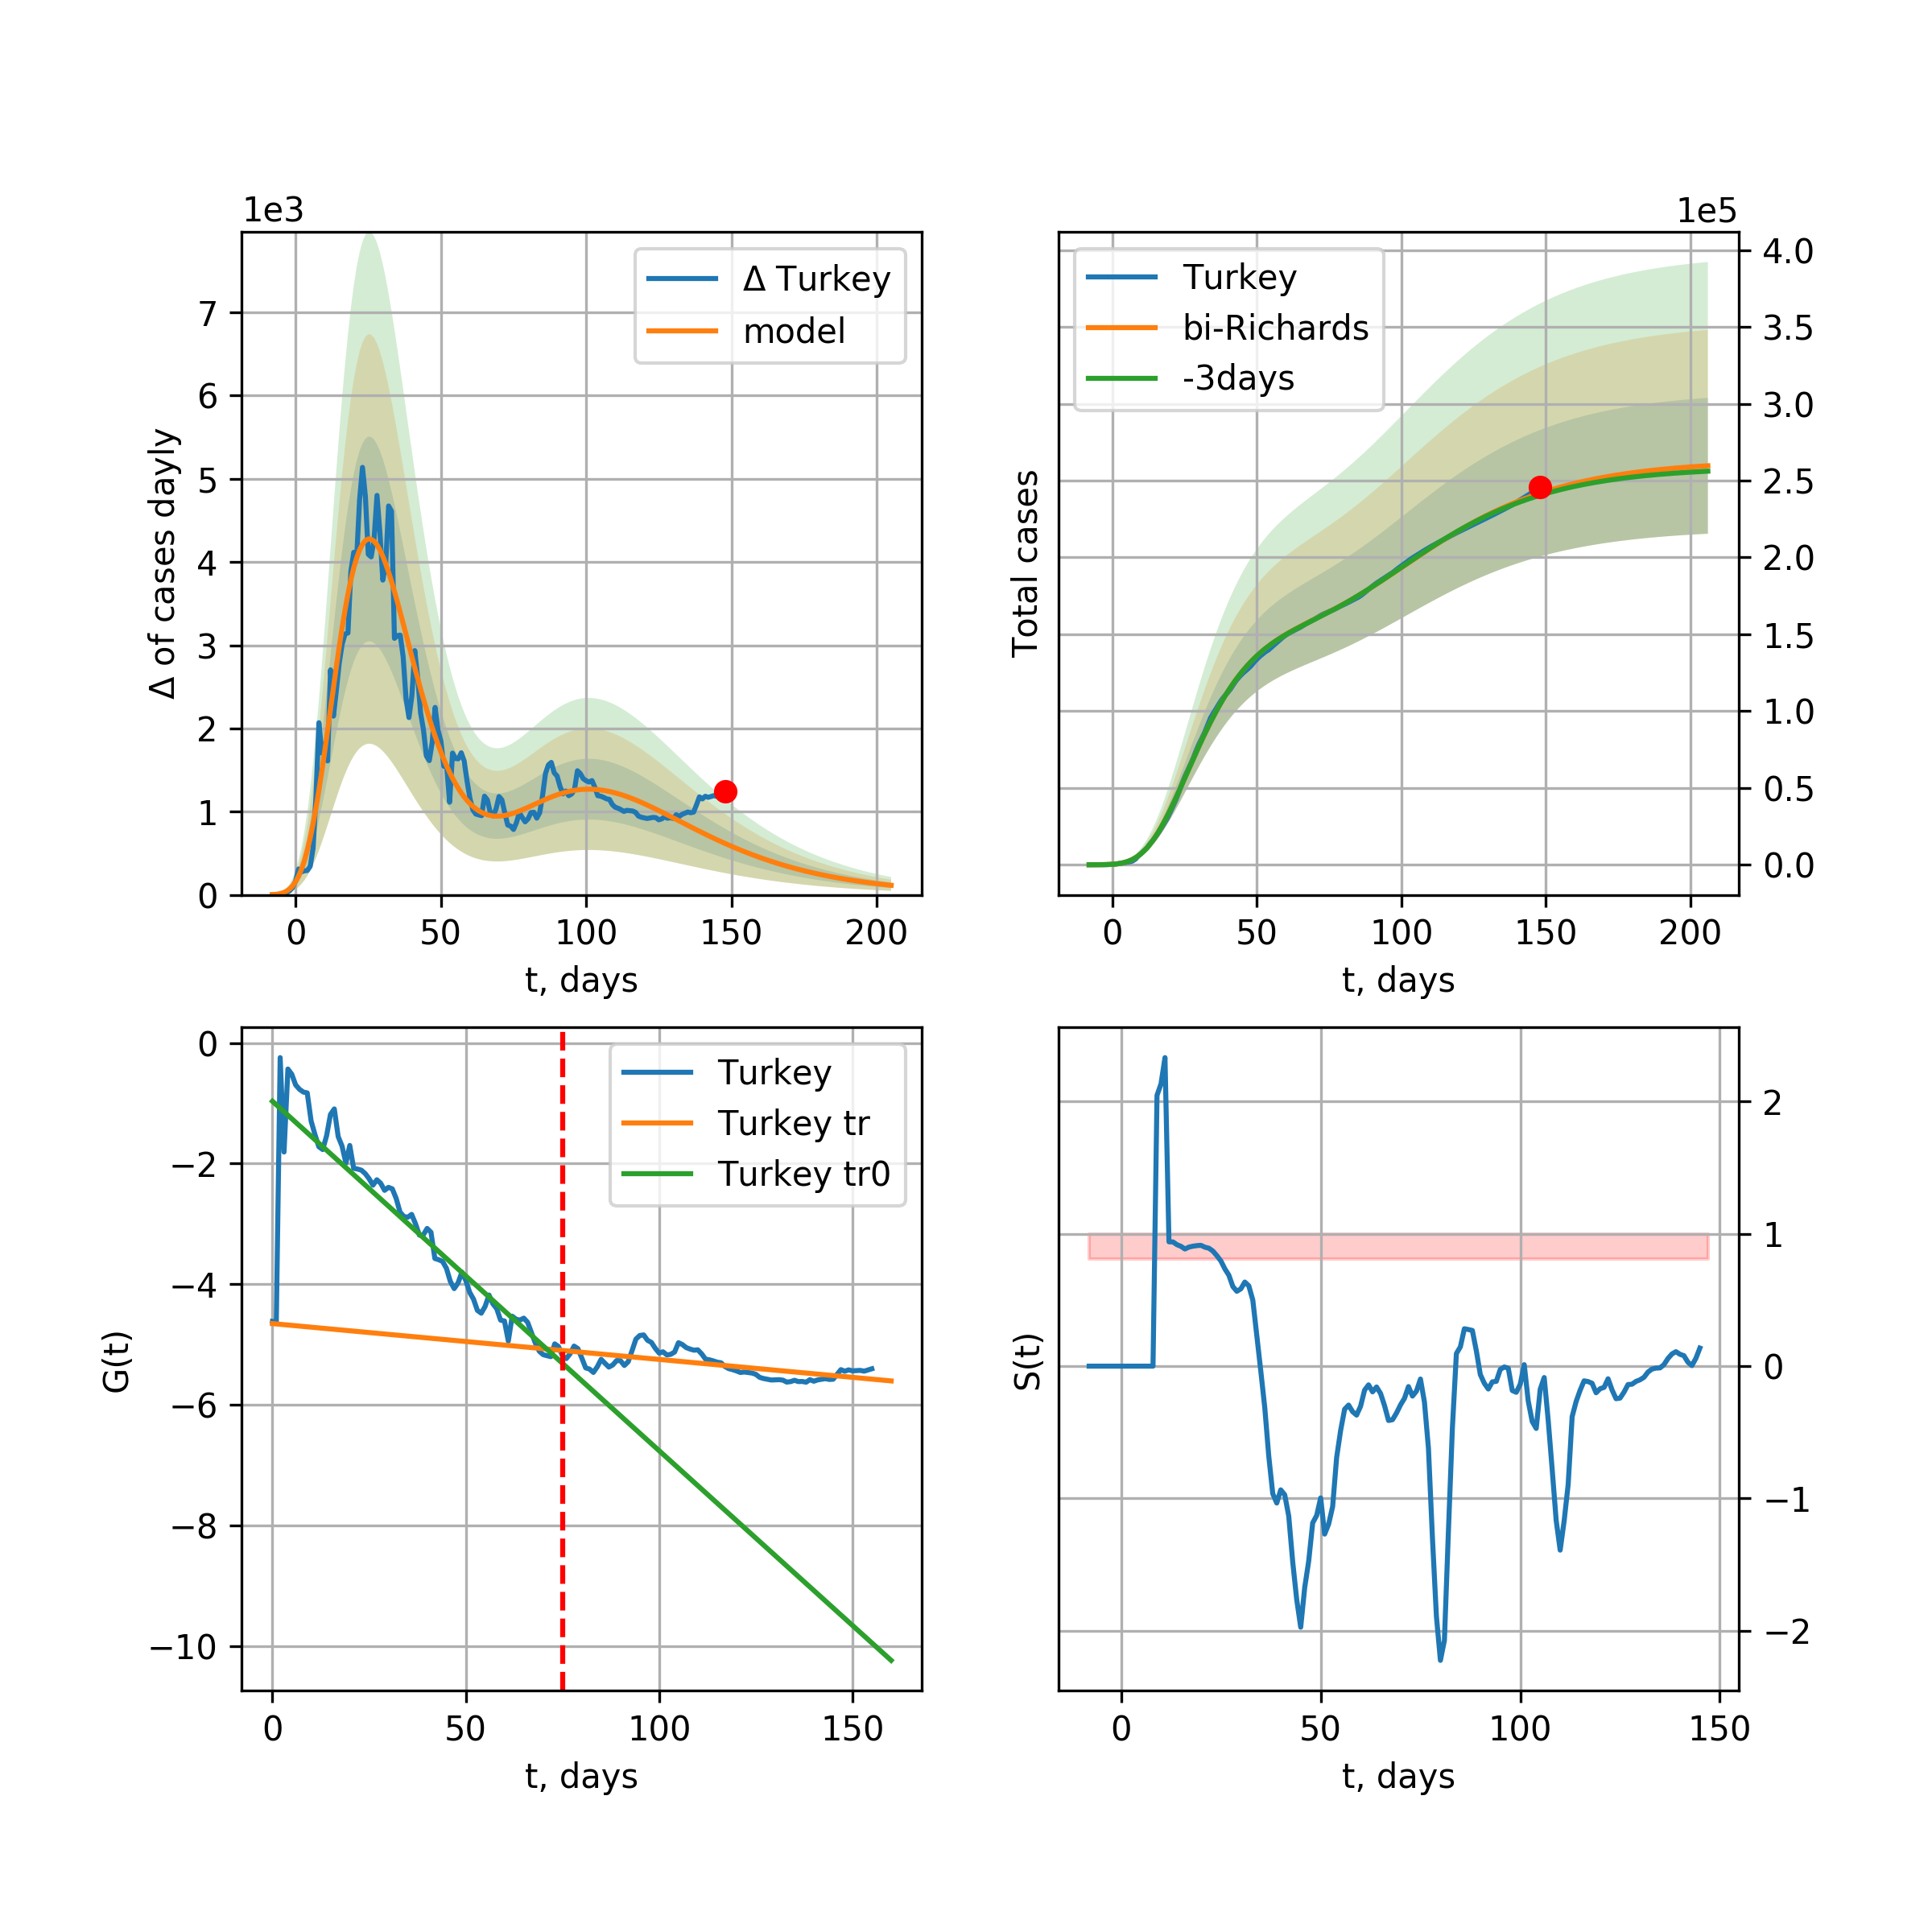 1e3
Δ of cases dayly
7
6
5
4
3
2
1
0
0 50 100 150 200
t, days
Δ Turkey
model
1e5
Total cases
4.0
3.5
3.0
2.5
2.0
1.5
1.0
0.5
0.0
0 50 100 150 200
t, days
Turkey
bi-Richards
-3days
G(t)
0
−2
−4
−6
−8
−10
0 50 100 150
t, days
Turkey
Turkey tr
Turkey tr0
S(t)
2
1
0
−1
−2
0 50 100 150
t, days